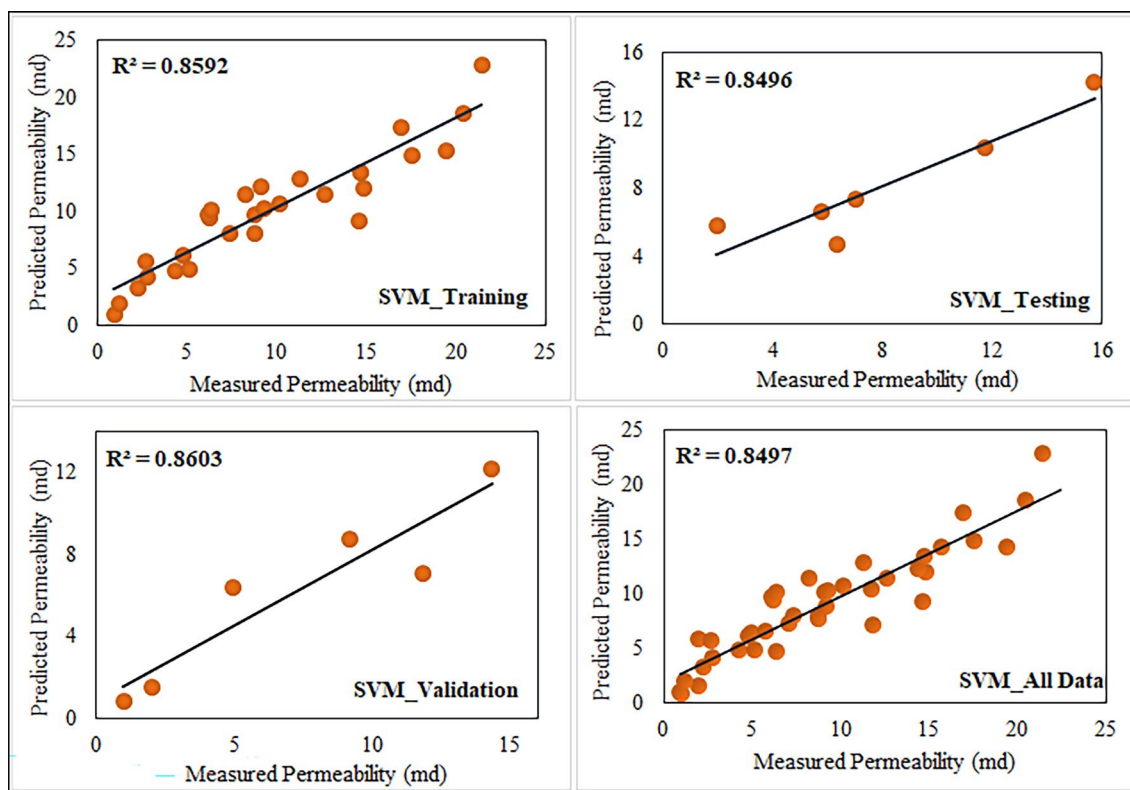 25
20
15
10
5
0
R² = 0.8592
SVM_Training
Predicted Permeability (md)
0 5 10 15 20 25
Measured Permeability (md)
16
12
8
4
0
R² = 0.8496
SVM_Testing
Predicted Permeability (md)
0 4 8 12 16
Measured Permeability (md)
12
8
4
0
R² = 0.8603
SVM_Validation
Predicted Permeability (md)
0 5 10 15
Measured Permeability (md)
25
20
15
10
5
0
R² = 0.8497
SVM_All Data
Predicted Permeability (md)
0 5 10 15 20 25
Measured Permeability (md)